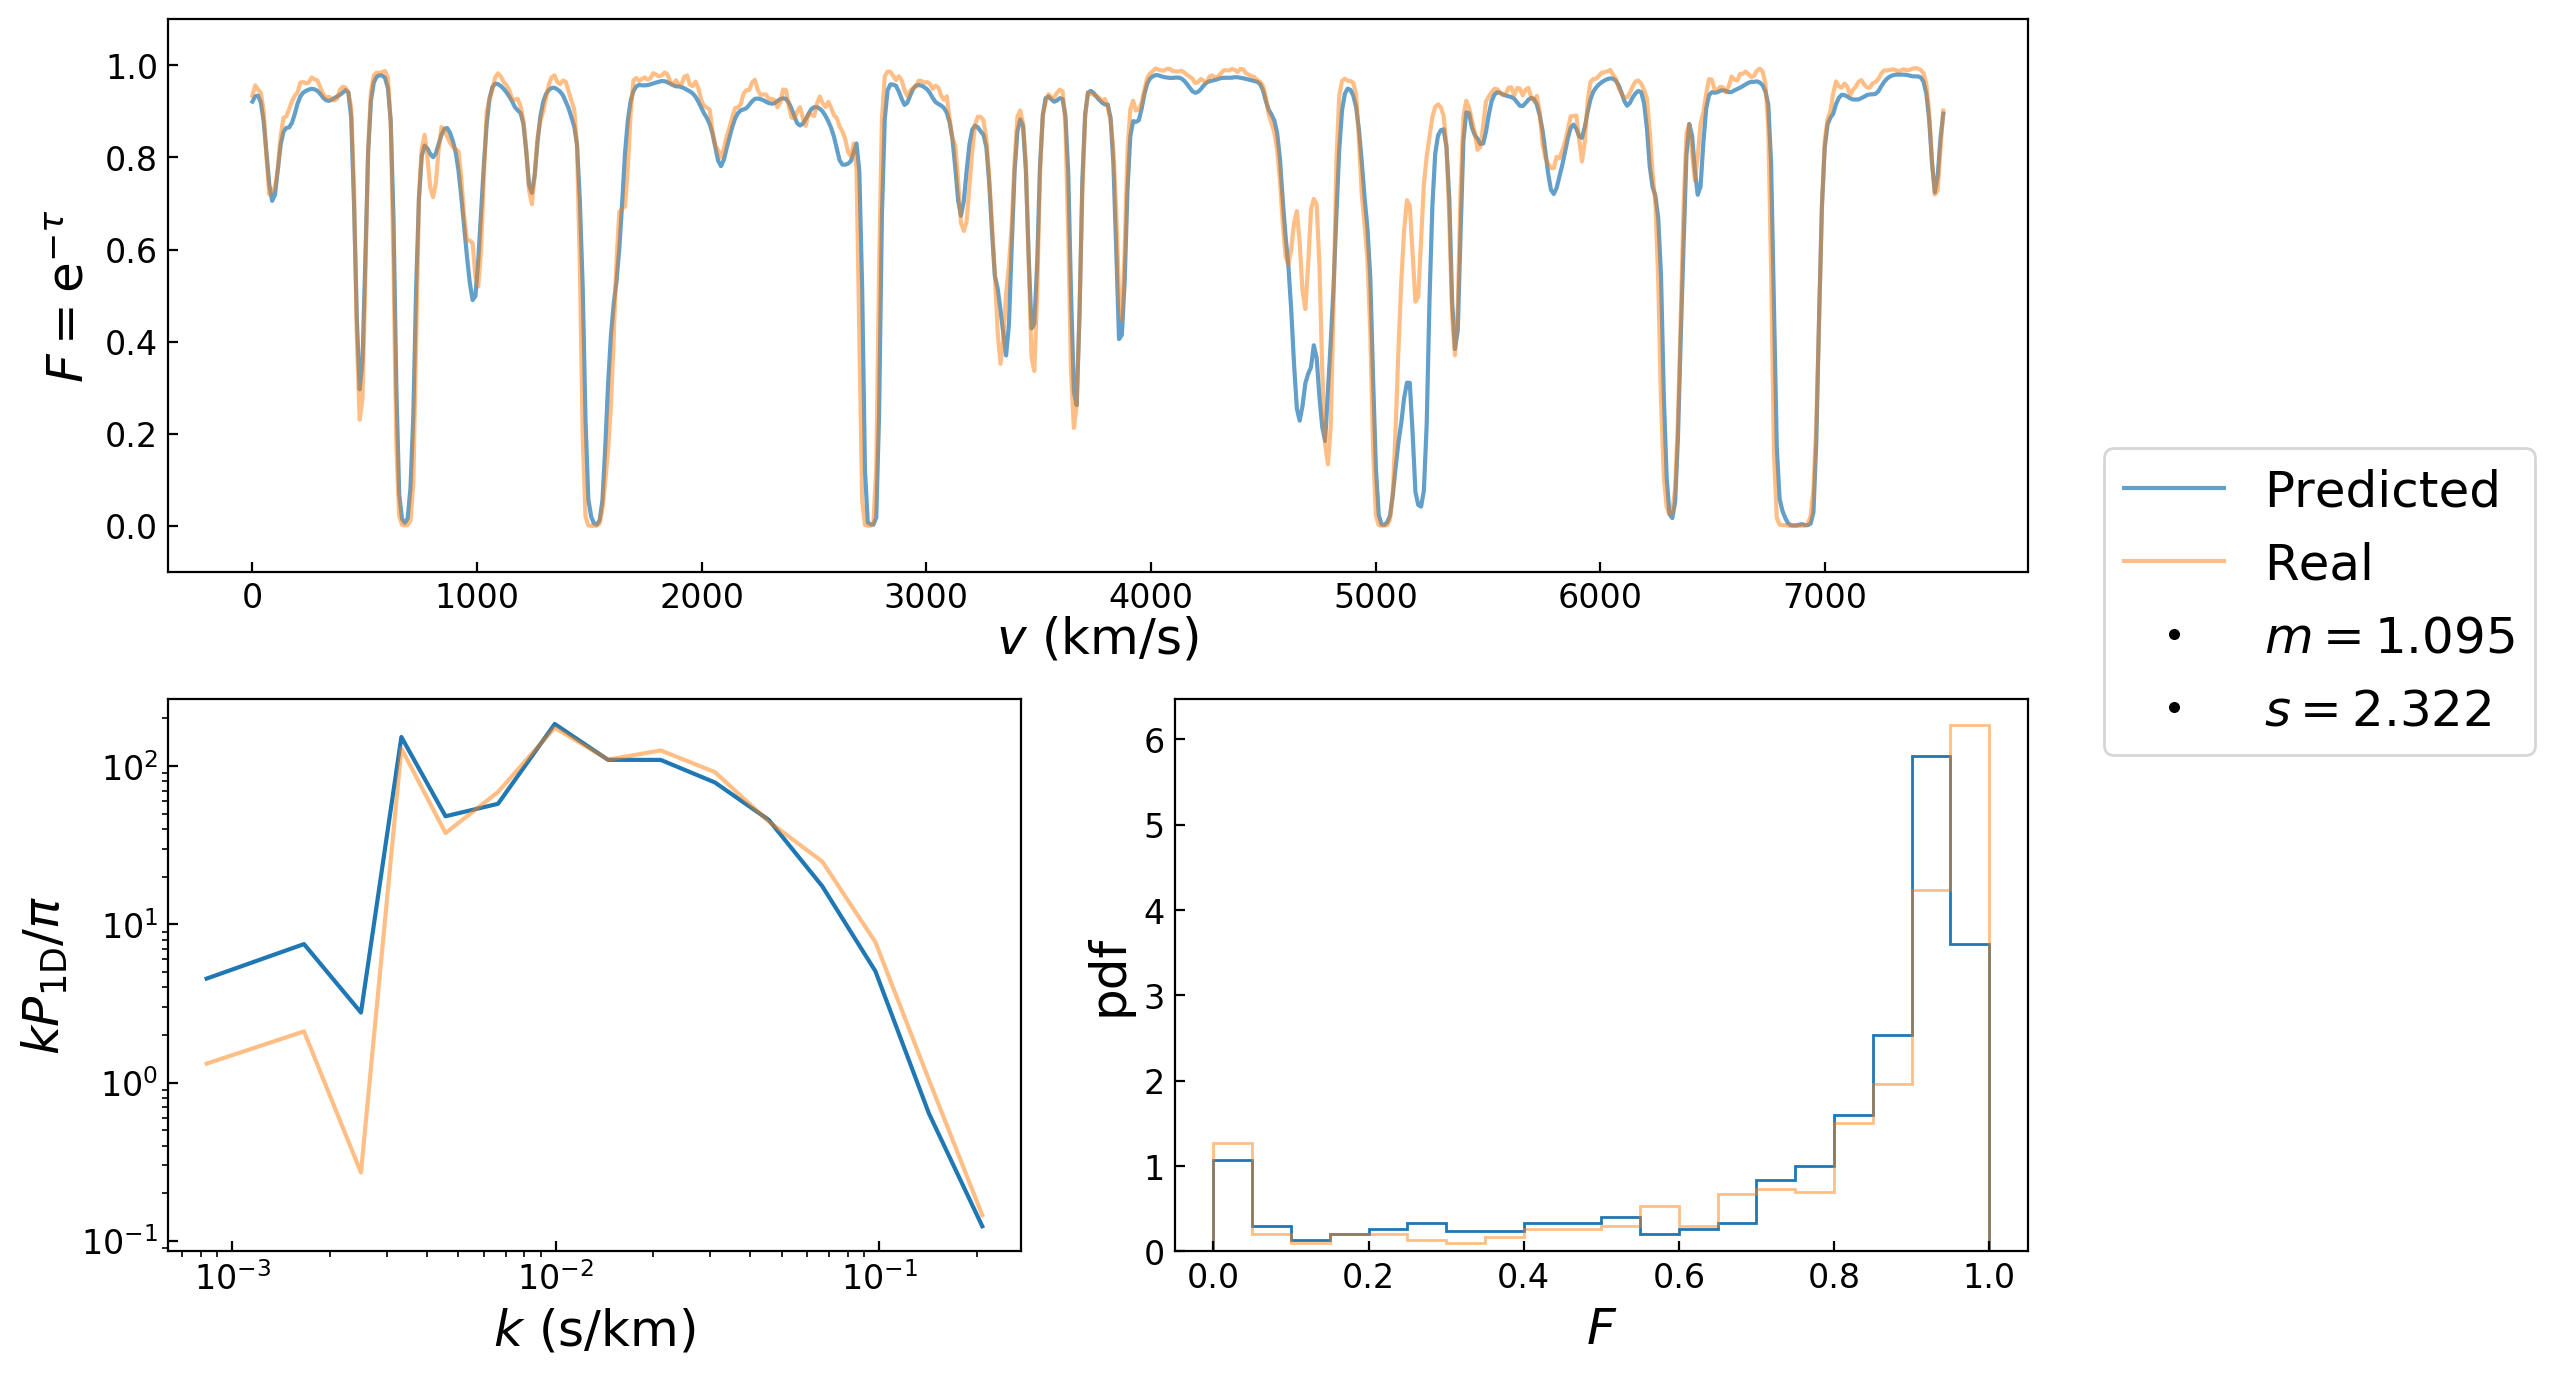 1.0
0.8
0.6
0.4
0.2
0.0
F = e^{−τ}
0 1000 2000 3000 4000 5000 6000 7000
v (km/s)
Predicted
Real
m = 1.095
s = 2.322
10^2
10^1
10^0
10^{−1}
kP_{1D}/π
10^{−3} 10^{−2} 10^{−1}
k (s/km)
6
5
4
3
2
1
0
pdf
0.0 0.2 0.4 0.6 0.8 1.0
F